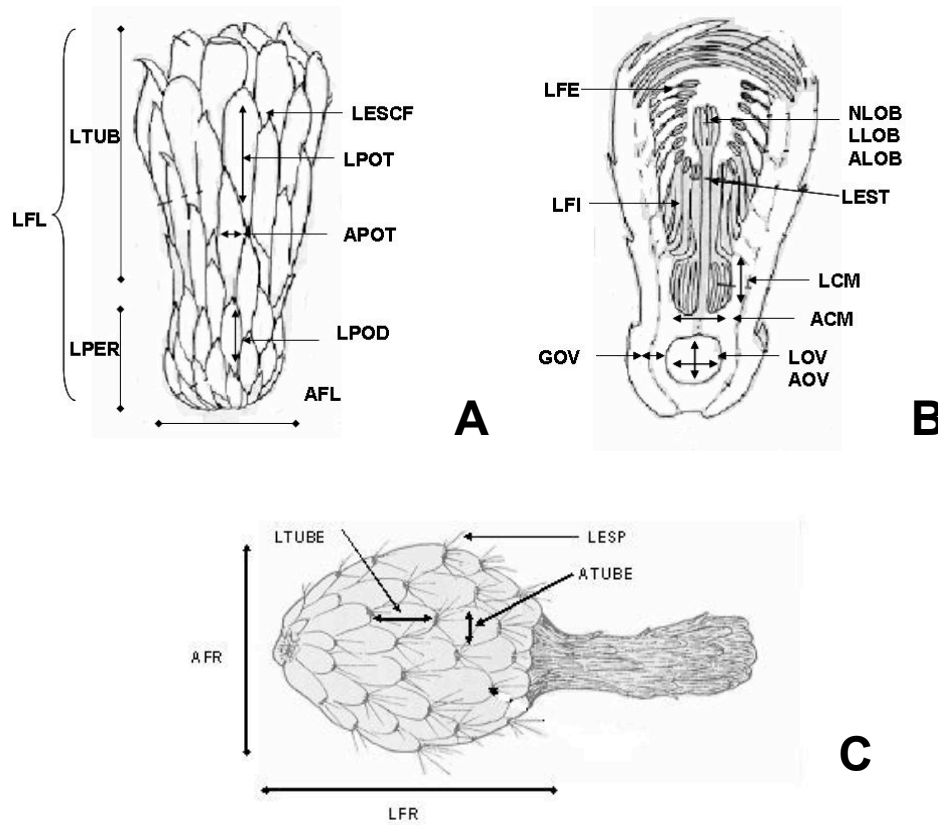 LFL
LTUB
LPER
LESCF
LPOT
APOT
LPOD
AFL
A
LFE
LFI
GOV
NLOB
LLOB
ALOB
LEST
LCM
ACM
LOV
AOV
B
LTUBE
LESP
ATUBE
AFR
LFR
C